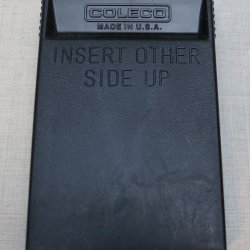 COLECO
MADE IN U.S.A.
INSERT OTHER
SIDE UP